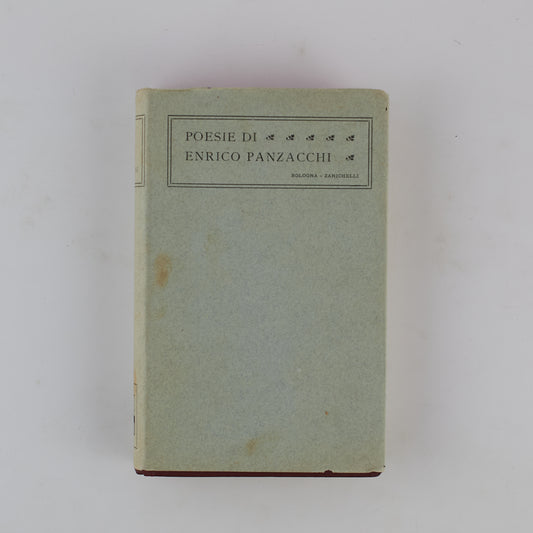 POESIE DI
ENRICO PANZACCHI
BOLOGNA - ZANICHELLI